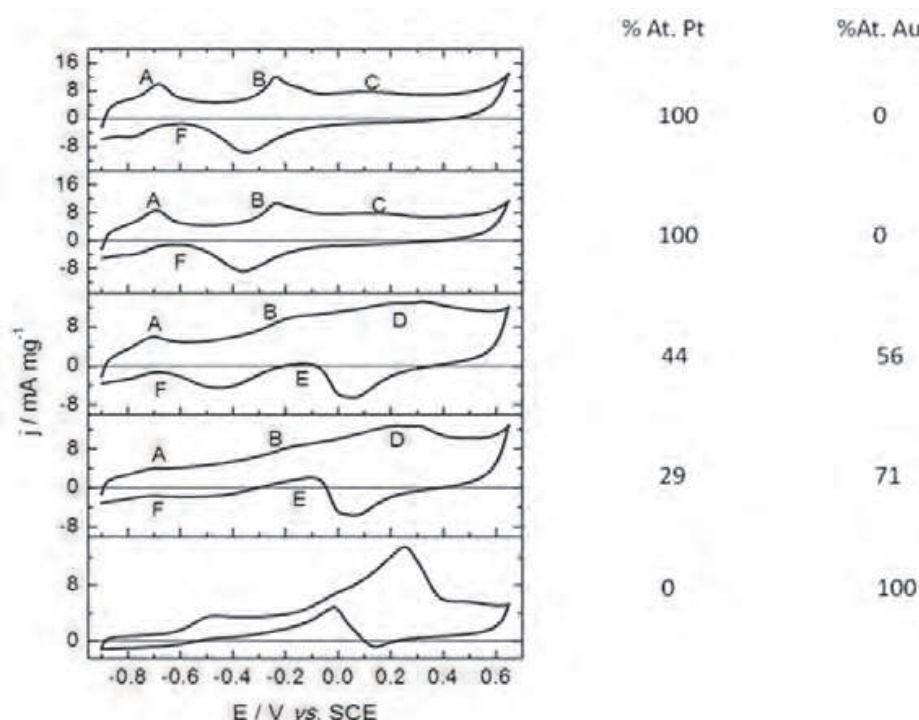 % At. Pt %At. Au
16
8
0
-8
A B C
F
100 0
16
8
0
-8
A B C
F
100 0
8
0
-8
A B D
F E
44 56
8
0
-8
A B D
F E
29 71
8
0
0 100
j / mA mg-1
-0.8 -0.6 -0.4 -0.2 0.0 0.2 0.4 0.6
E / V vs. SCE